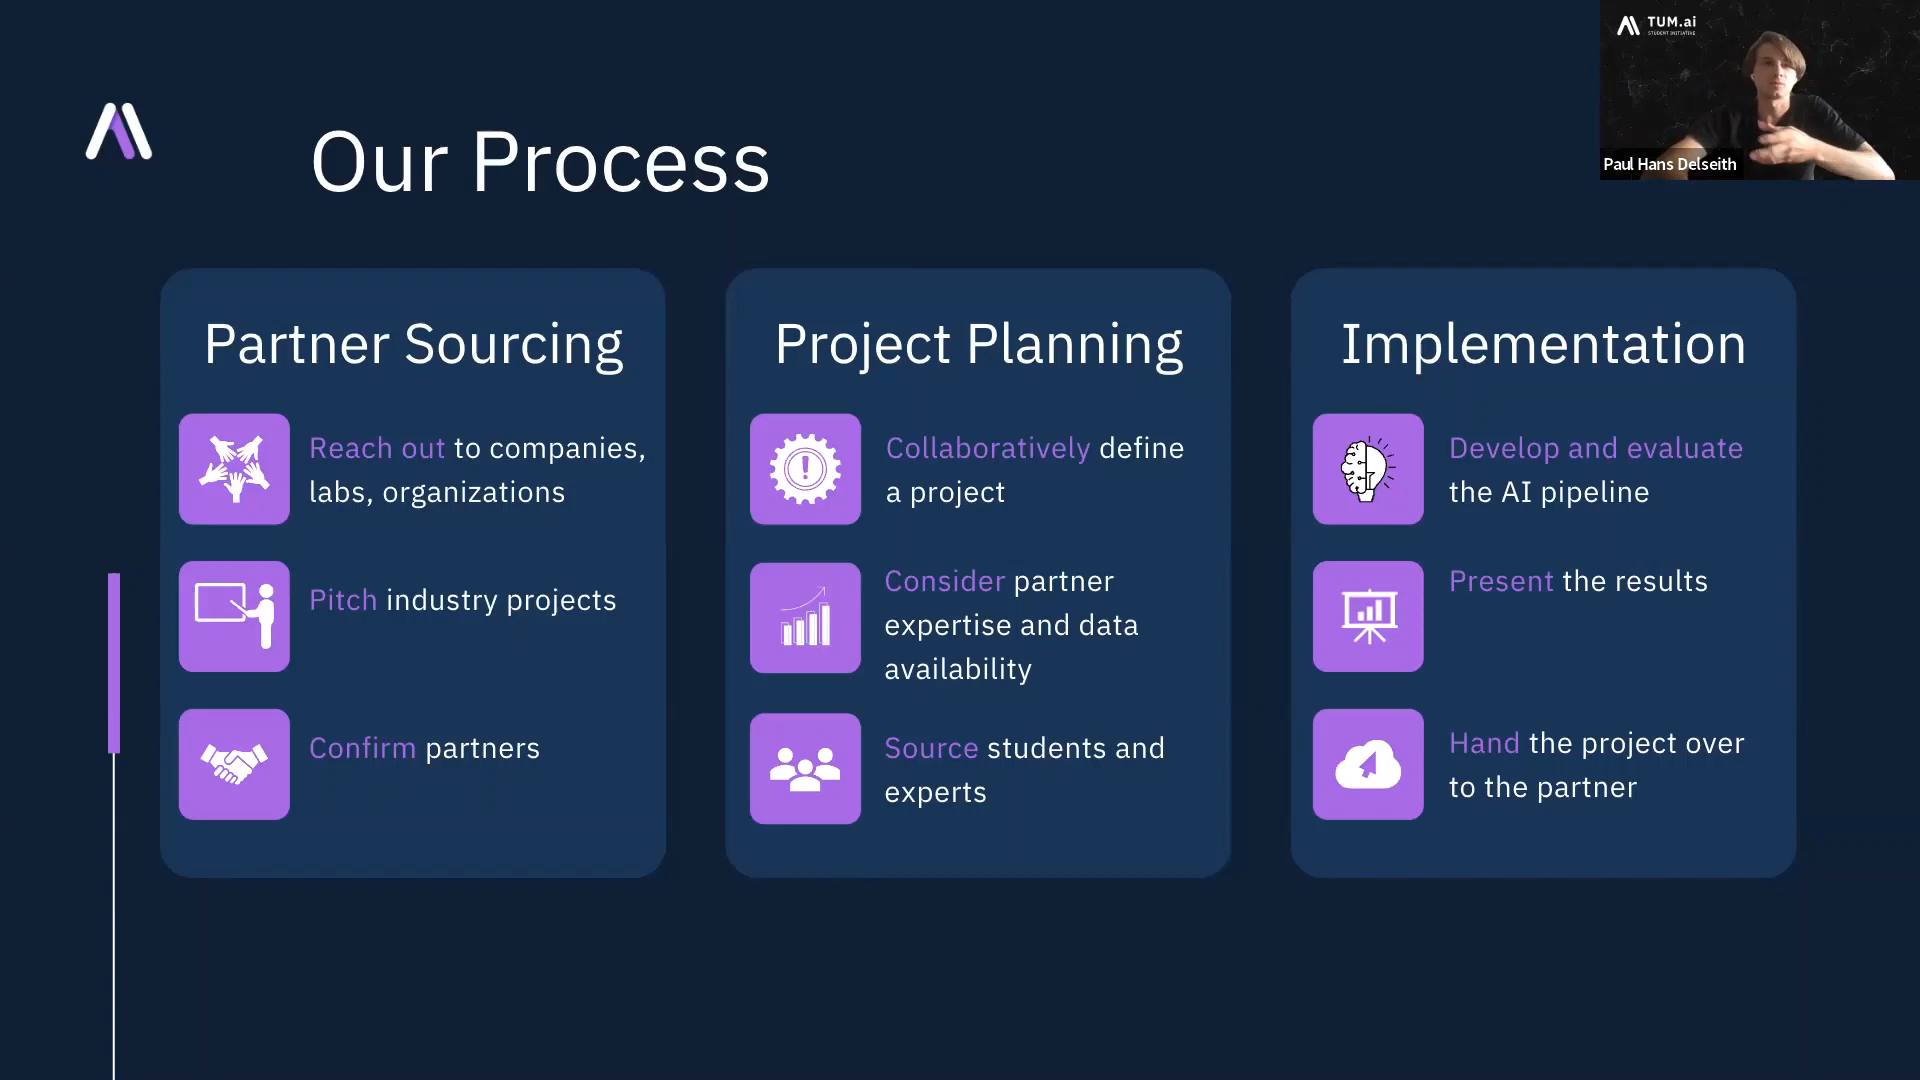 TUM.ai
STUDENT INITIATIVE
Paul Hans Delseith
Our Process
Partner Sourcing
Reach out to companies,
labs, organizations
Pitch industry projects
Confirm partners
Project Planning
Collaboratively define
a project
Consider partner
expertise and data
availability
Source students and
experts
Implementation
Develop and evaluate
the AI pipeline
Present the results
Hand the project over
to the partner